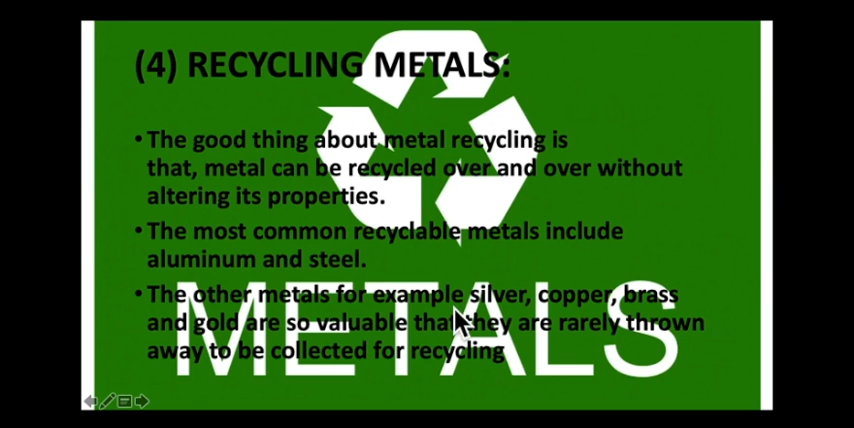 (4) RECYCLING METALS:
• The good thing about metal recycling is
that, metal can be recycled over and over without
altering its properties.
• The most common recyclable metals include
aluminum and steel.
• The other metals for example silver, copper, brass
and gold are so valuable that they are rarely thrown
away to be collected for recycling
METALS